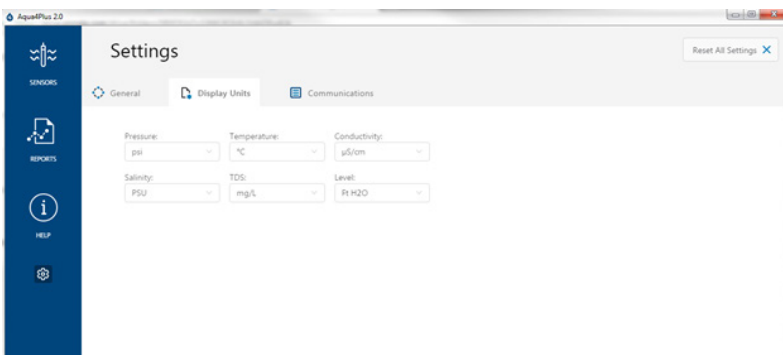 Aqua4Plus 2.0
Settings
Reset All Settings
SENSORS
General
Display Units
Communications
Pressure:
Temperature:
Conductivity:
psi
°C
µS/cm
Salinity:
TDS:
Level:
PSU
mg/L
Ft H2O
REPORTS
HELP